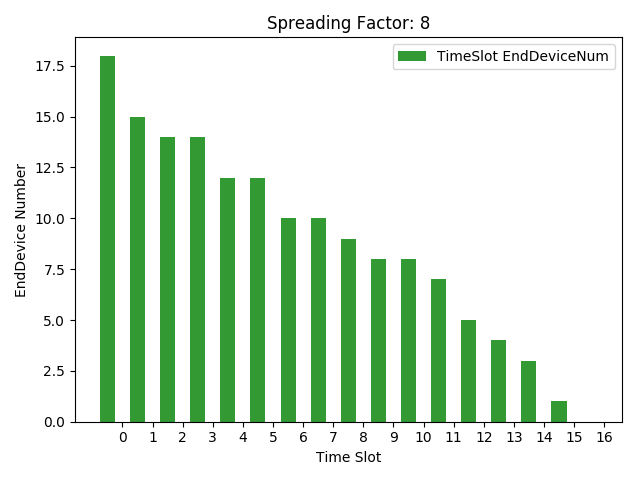 Spreading Factor: 8
TimeSlot EndDeviceNum
EndDevice Number
17.5
15.0
12.5
10.0
7.5
5.0
2.5
0.0
0 1 2 3 4 5 6 7 8 9 10 11 12 13 14 15 16
Time Slot